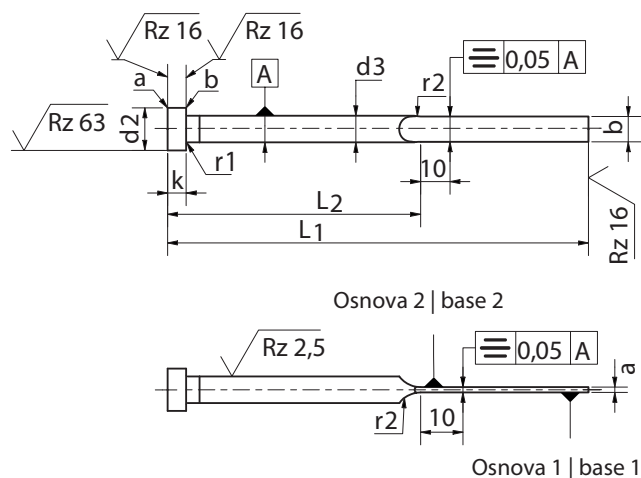 Rz 16
Rz 16
a
b
A
d3
r2
0,05 A
Rz 63
d2
b
r1
k
10
L2
L1
Rz 16
Osnova 2 | base 2
Rz 2,5
0,05 A
a
r2
10
Osnova 1 | base 1